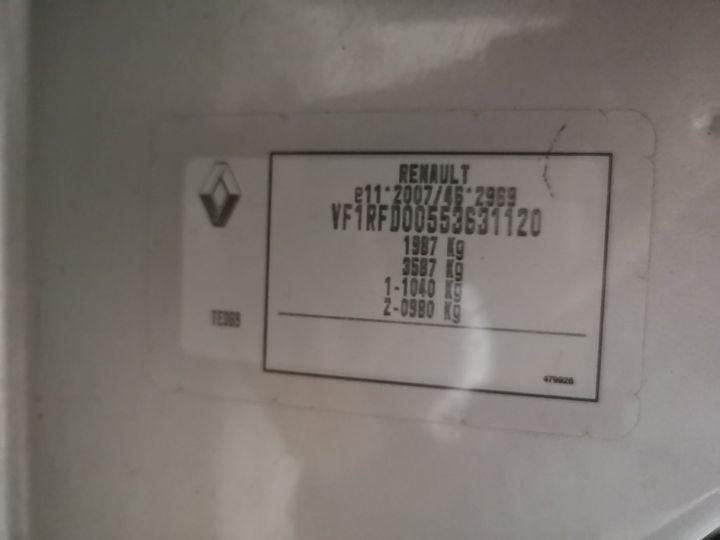 RENAULT
e11*2007/46*2969
VF1RFD00553631120
1987 Kg
3587 Kg
1-1040 Kg
2-0980 Kg
479926